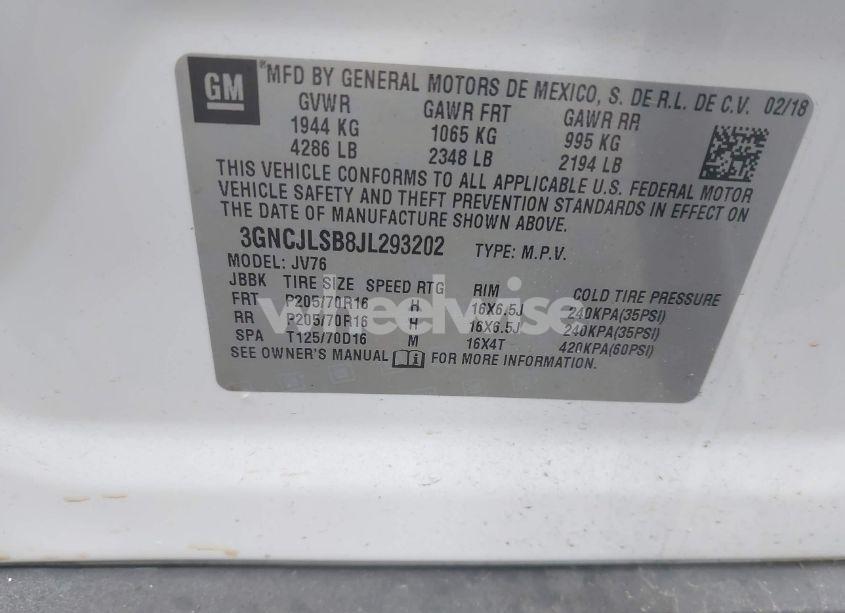 GM
®MFD BY GENERAL MOTORS DE MEXICO, S. DE R.L. DE C.V. 02/18
GVWR GAWR FRT GAWR RR
1944 KG 1065 KG 995 KG
4286 LB 2348 LB 2194 LB
THIS VEHICLE CONFORMS TO ALL APPLICABLE U.S. FEDERAL MOTOR
VEHICLE SAFETY AND THEFT PREVENTION STANDARDS IN EFFECT ON
THE DATE OF MANUFACTURE SHOWN ABOVE.
3GNCJLSB8JL293202 TYPE: M.P.V.
MODEL: JV76
JBBK TIRE SIZE SPEED RTG RIM COLD TIRE PRESSURE
FRT P205/70R16 H 16X6.5J 240KPA(35PSI)
RR P205/70R16 H 16X6.5J 240KPA(35PSI)
SPA T125/70D16 M 16X4T 420KPA(60PSI)
SEE OWNER'S MANUAL FOR MORE INFORMATION.
wheelwise